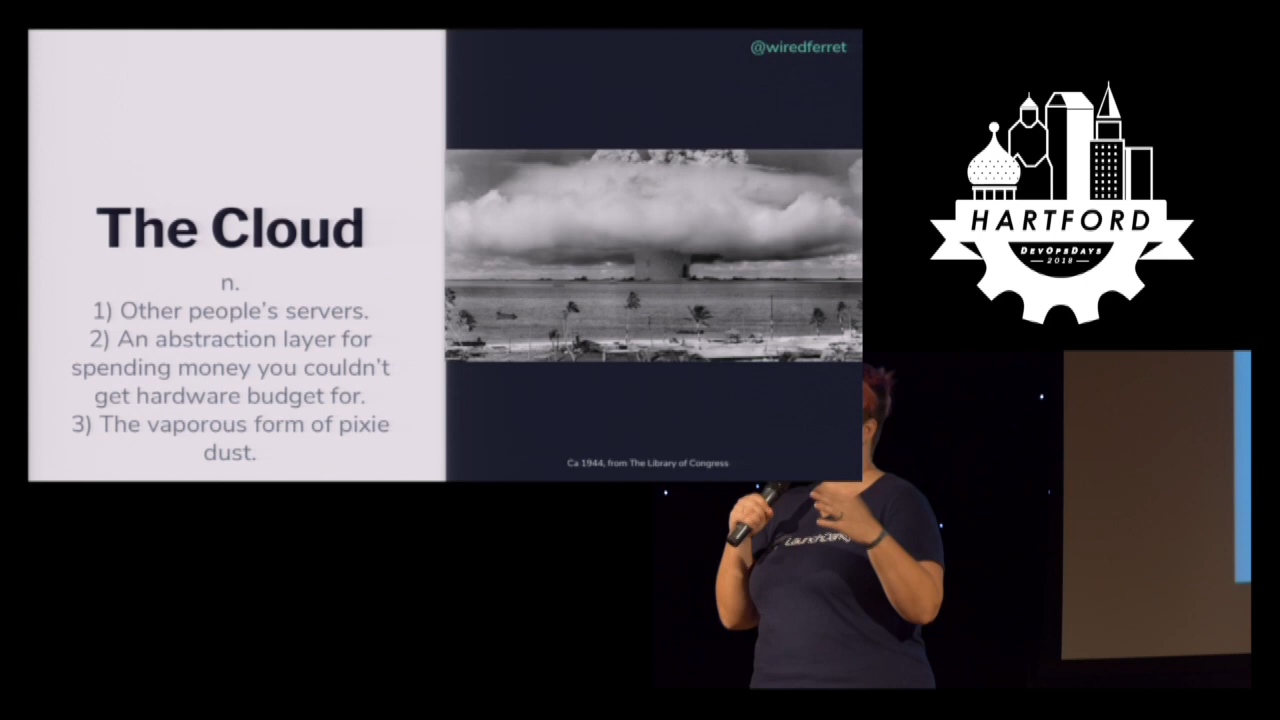 @wiredferret
The Cloud
n.
1) Other people's servers.
2) An abstraction layer for
spending money you couldn't
get hardware budget for.
3) The vaporous form of pixie
dust.
Ca 1944, from The Library of Congress
HARTFORD
DEVOPSDAYS
2018
LaunchDarkly